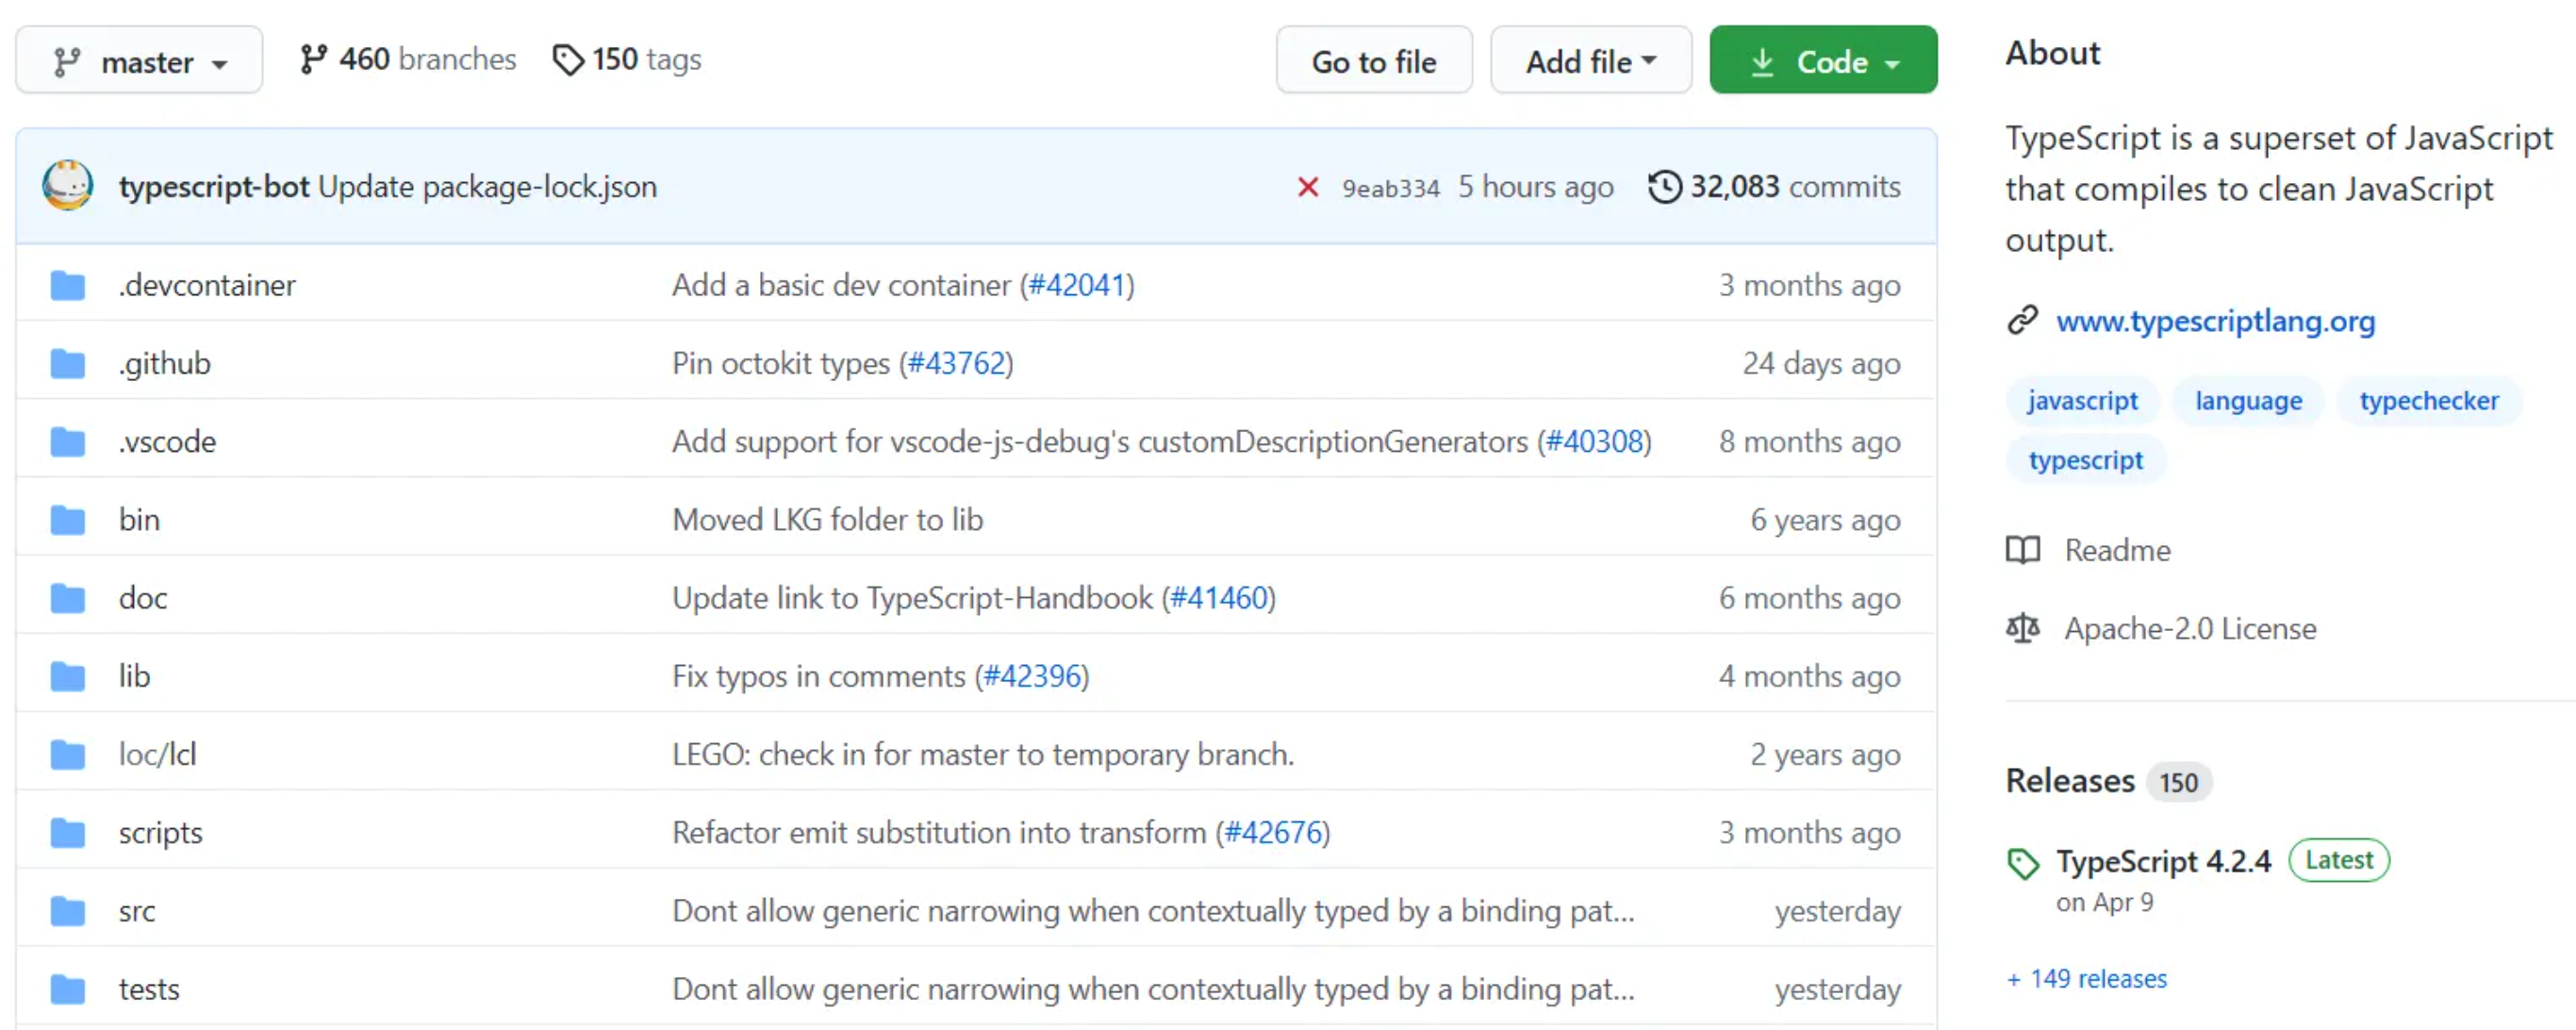 master 460 branches 150 tags Go to file Add file Code
typescript-bot Update package-lock.json 9eab334 5 hours ago 32,083 commits
.devcontainer Add a basic dev container (#42041) 3 months ago
.github Pin octokit types (#43762) 24 days ago
.vscode Add support for vscode-js-debug's customDescriptionGenerators (#40308) 8 months ago
bin Moved LKG folder to lib 6 years ago
doc Update link to TypeScript-Handbook (#41460) 6 months ago
lib Fix typos in comments (#42396) 4 months ago
loc/lcl LEGO: check in for master to temporary branch. 2 years ago
scripts Refactor emit substitution into transform (#42676) 3 months ago
src Dont allow generic narrowing when contextually typed by a binding pat... yesterday
tests Dont allow generic narrowing when contextually typed by a binding pat... yesterday
About
TypeScript is a superset of JavaScript
that compiles to clean JavaScript
output.
www.typescriptlang.org
javascript language typechecker
typescript
Readme
Apache-2.0 License
Releases 150
TypeScript 4.2.4 Latest
on Apr 9
+ 149 releases